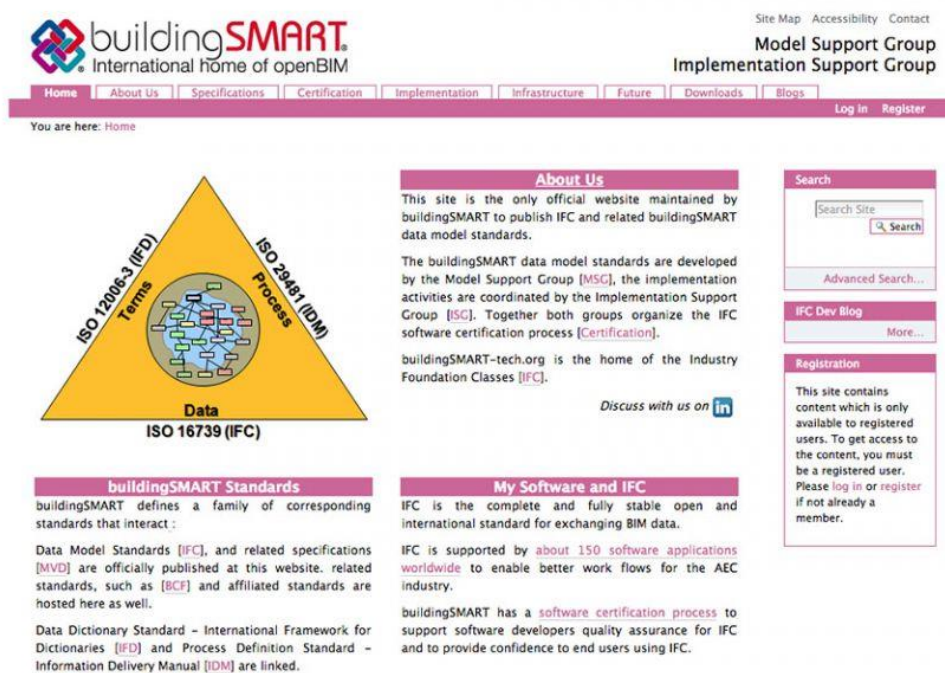 buildingSMART®
International home of openBIM
Site Map Accessibility Contact
Model Support Group
Implementation Support Group
Home About Us Specifications Certification Implementation Infrastructure Future Downloads Blogs
Log in Register
You are here: Home
ISO 12006-3 (IFD)
Terms
ISO 29481 (IDM)
Process
Data
ISO 16739 (IFC)
About Us
This site is the only official website maintained by
buildingSMART to publish IFC and related buildingSMART
data model standards.
The buildingSMART data model standards are developed
by the Model Support Group [MSG], the implementation
activities are coordinated by the Implementation Support
Group [ISG]. Together both groups organize the IFC
software certification process [Certification].
buildingSMART-tech.org is the home of the Industry
Foundation Classes [IFC].
Discuss with us on in
Search
Search Site
Search
Advanced Search...
IFC Dev Blog
More...
Registration
This site contains
content which is only
available to registered
users. To get access to
the content, you must
be a registered user.
Please log in or register
if not already a
member.
buildingSMART Standards
buildingSMART defines a family of corresponding
standards that interact :
Data Model Standards [IFC], and related specifications
[MVD] are officially published at this website. related
standards, such as [BCF] and affiliated standards are
hosted here as well.
Data Dictionary Standard – International Framework for
Dictionaries [IFD] and Process Definition Standard –
Information Delivery Manual [IDM] are linked.
My Software and IFC
IFC is the complete and fully stable open and
international standard for exchanging BIM data.
IFC is supported by about 150 software applications
worldwide to enable better work flows for the AEC
industry.
buildingSMART has a software certification process to
support software developers quality assurance for IFC
and to provide confidence to end users using IFC.